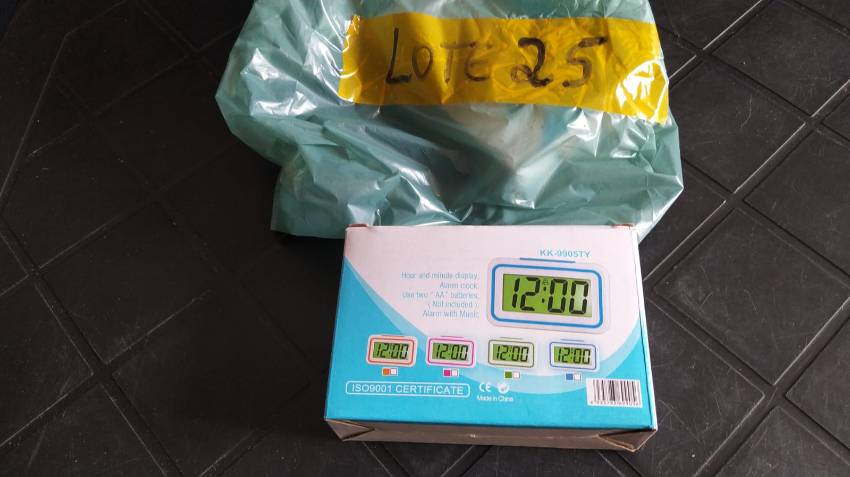 LOTE 25
KK-9905TY
Hour and minute display,
Alarm clock,
Use two "AA" batteries,
( Not included ),
Alarm with Music
12:00
12:00
12:00
12:00
12:00
ISO9001 CERTIFICATE
CE
Made in China